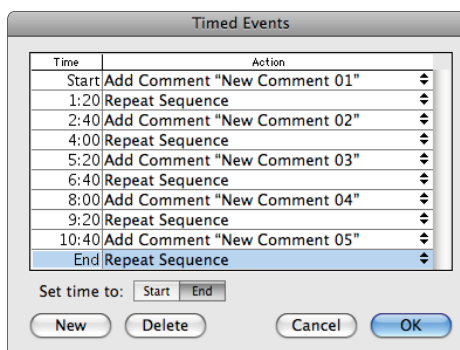 Timed Events
Time Action
Start Add Comment “New Comment 01”
1:20 Repeat Sequence
2:40 Add Comment “New Comment 02”
4:00 Repeat Sequence
5:20 Add Comment “New Comment 03”
6:40 Repeat Sequence
8:00 Add Comment “New Comment 04”
9:20 Repeat Sequence
10:40 Add Comment “New Comment 05”
End Repeat Sequence
Set time to: Start End
New Delete Cancel OK